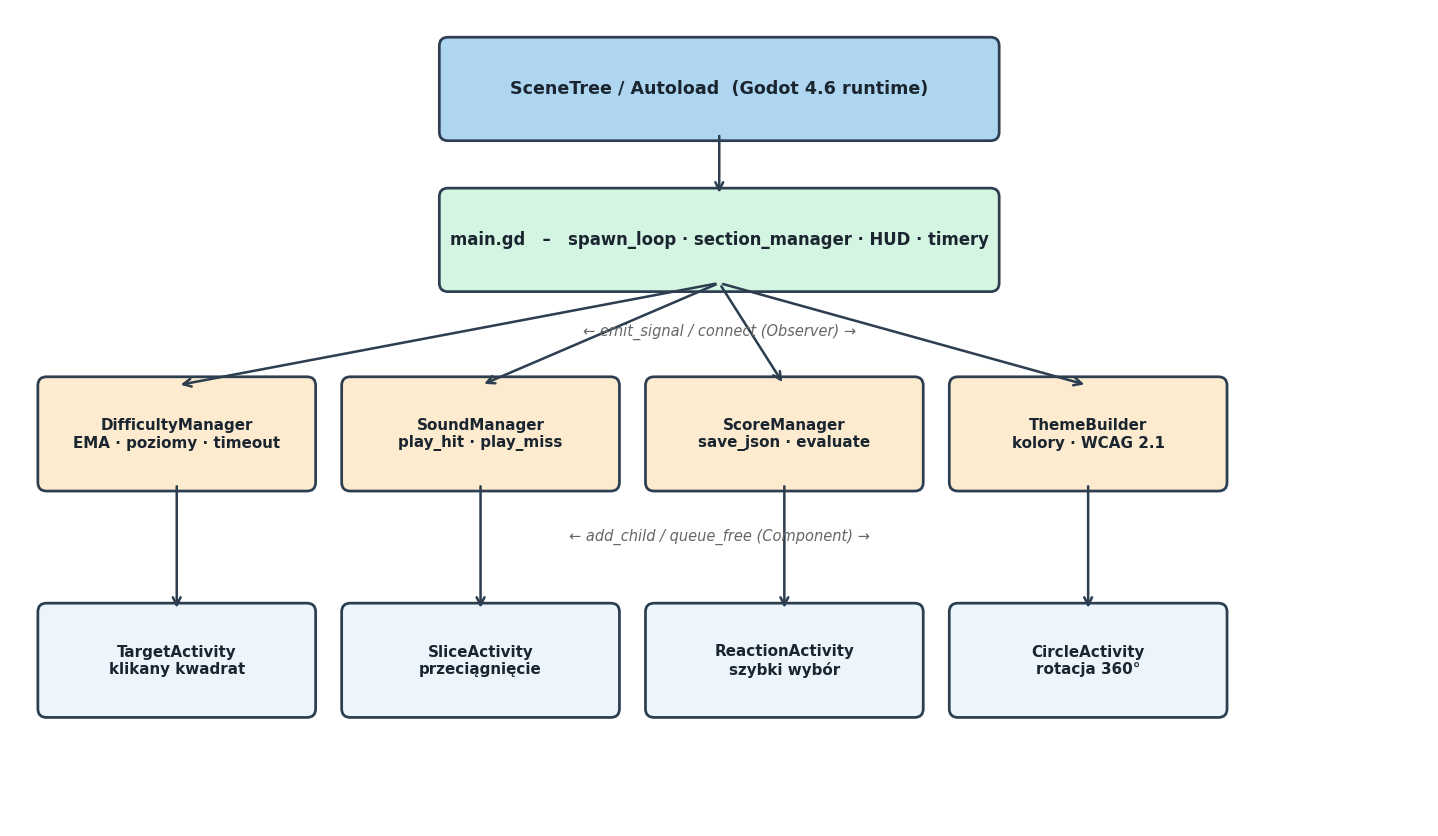 SceneTree / Autoload  (Godot 4.6 runtime)
main.gd   –   spawn_loop · section_manager · HUD · timery
← emit_signal / connect (Observer) →
DifficultyManager
EMA · poziomy · timeout
SoundManager
play_hit · play_miss
ScoreManager
save_json · evaluate
ThemeBuilder
kolory · WCAG 2.1
← add_child / queue_free (Component) →
TargetActivity
klikany kwadrat
SliceActivity
przeciągnięcie
ReactionActivity
szybki wybór
CircleActivity
rotacja 360°